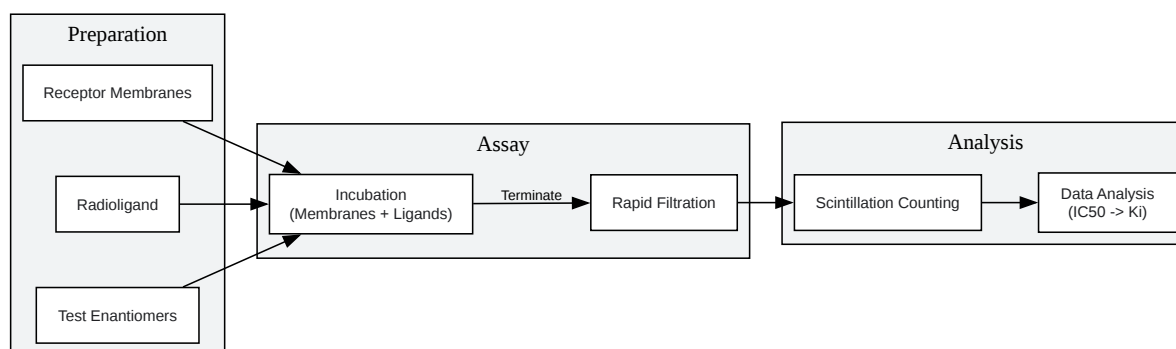 Preparation
Receptor Membranes
Radioligand
Test Enantiomers
Assay
Incubation
(Membranes + Ligands)
Terminate
Rapid Filtration
Analysis
Scintillation Counting
Data Analysis
(IC50 -> Ki)